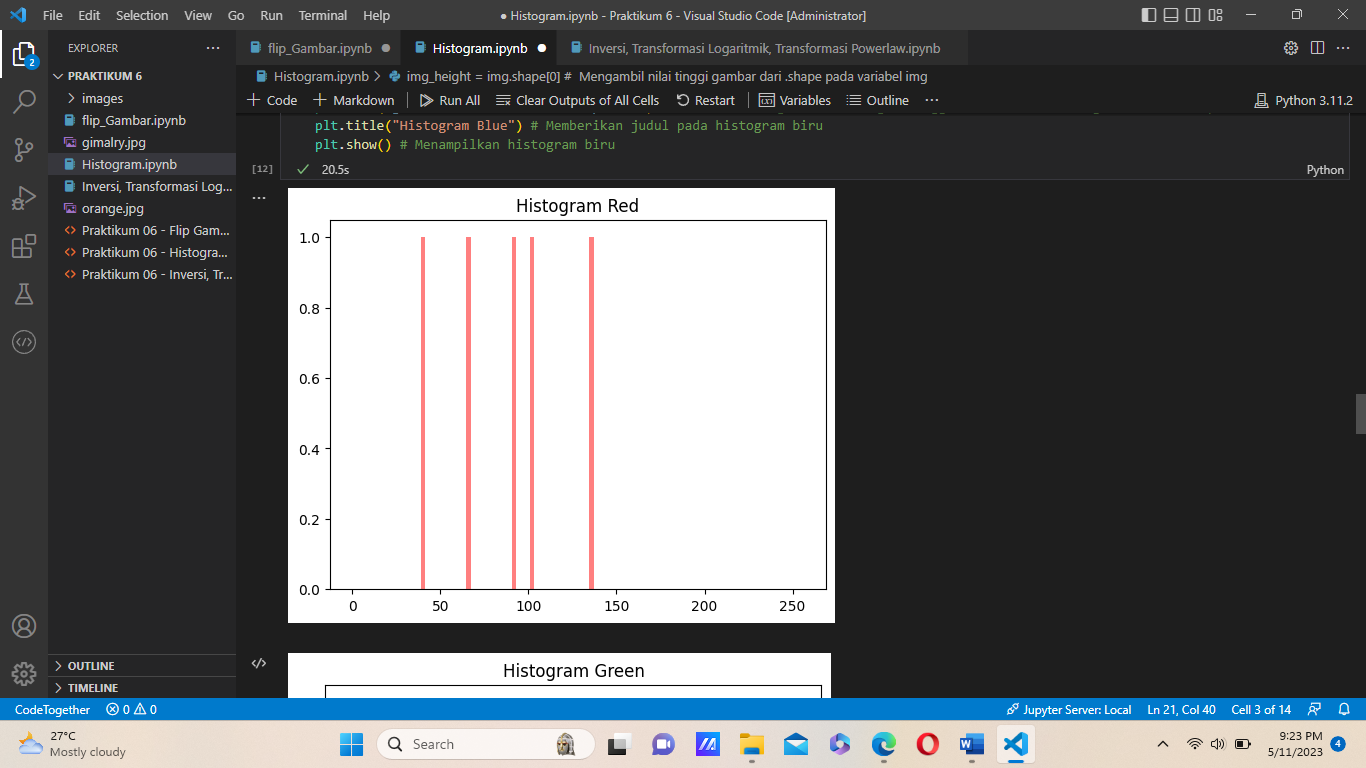 File Edit Selection View Go Run Terminal Help
● Histogram.ipynb - Praktikum 6 - Visual Studio Code [Administrator]
EXPLORER
flip_Gambar.ipynb
Histogram.ipynb
Inversi, Transformasi Logaritmik, Transformasi Powerlaw.ipynb
PRAKTIKUM 6
images
flip_Gambar.ipynb
gimalry.jpg
Histogram.ipynb
Inversi, Transformasi Log...
orange.jpg
Praktikum 06 - Flip Gam...
Praktikum 06 - Histogra...
Praktikum 06 - Inversi, Tr...
OUTLINE
TIMELINE
2
Histogram.ipynb > img_height = img.shape[0] # Mengambil nilai tinggi gambar dari .shape pada variabel img
+ Code + Markdown Run All Clear Outputs of All Cells Restart Variables Outline ... Python 3.11.2
plt.title("Histogram Blue") # Memberikan judul pada histogram biru
plt.show() # Menampilkan histogram biru
[12] 20.5s Python
Histogram Red
1.0
0.8
0.6
0.4
0.2
0.0
0 50 100 150 200 250
Histogram Green
CodeTogether 0 0 Jupyter Server: Local Ln 21, Col 40 Cell 3 of 14
27°C
Mostly cloudy
Search
9:23 PM
5/11/2023
4